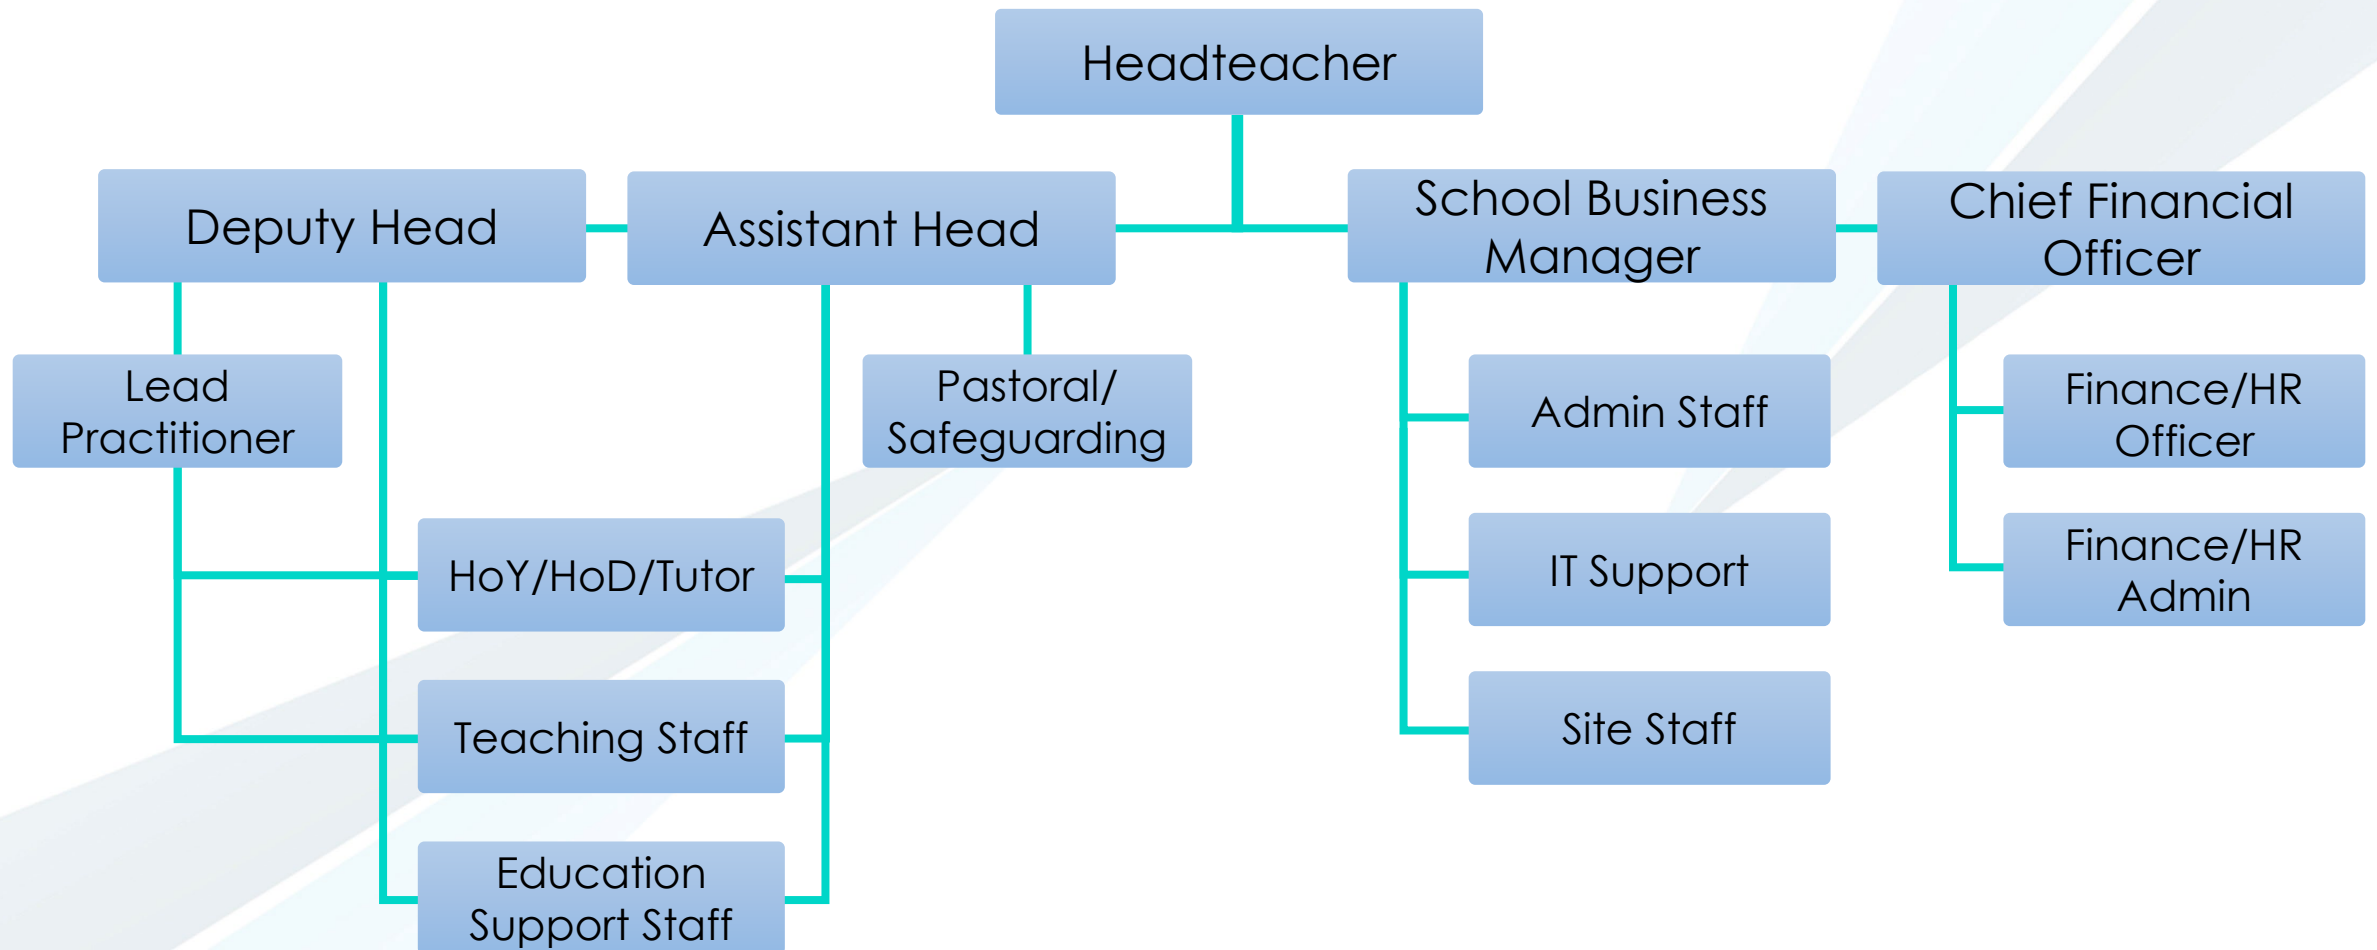 Headteacher
Deputy Head
Assistant Head
School Business
Manager
Chief Financial
Officer
Lead
Practitioner
Pastoral/
Safeguarding
Admin Staff
Finance/HR
Officer
HoY/HoD/Tutor
IT Support
Finance/HR
Admin
Teaching Staff
Site Staff
Education
Support Staff